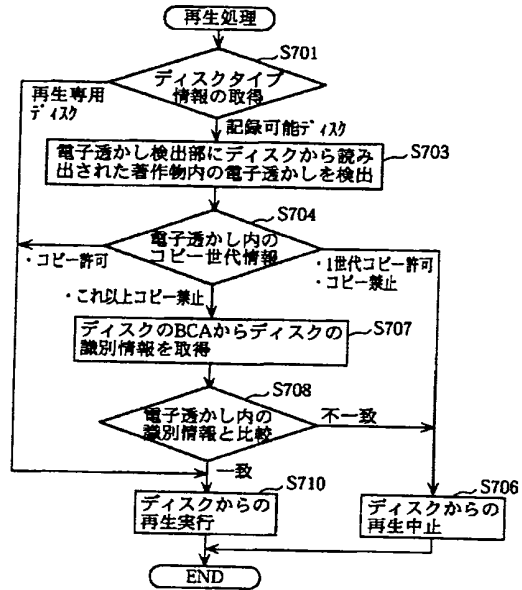 再生処理
S701
ディスクタイプ
情報の取得
再生専用
ディスク
記録可能ディスク
S703
電子透かし検出部にディスクから読み
出された著作物内の電子透かしを検出
S704
電子透かし内の
コピー世代情報
・コピー許可
・1世代コピー許可
・コピー禁止
・これ以上コピー禁止
S707
ディスクのBCAからディスクの
識別情報を取得
S708
電子透かし内の
識別情報と比較
不一致
一致
S710
ディスクからの
再生実行
S706
ディスクからの
再生中止
END